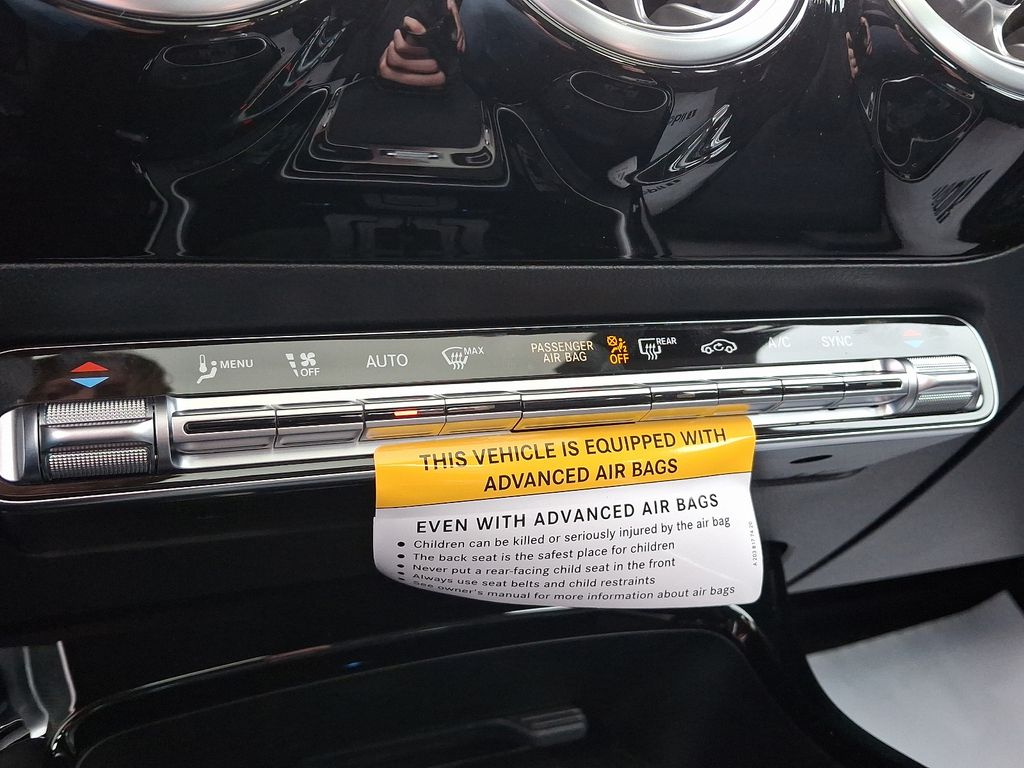 MENU
OFF
AUTO
MAX
PASSENGER
AIR BAG
2
OFF
REAR
A/C
SYNC
THIS VEHICLE IS EQUIPPED WITH
ADVANCED AIR BAGS
EVEN WITH ADVANCED AIR BAGS
● Children can be killed or seriously injured by the air bag
● The back seat is the safest place for children
● Never put a rear-facing child seat in the front
● Always use seat belts and child restraints
● See owner's manual for more information about air bags